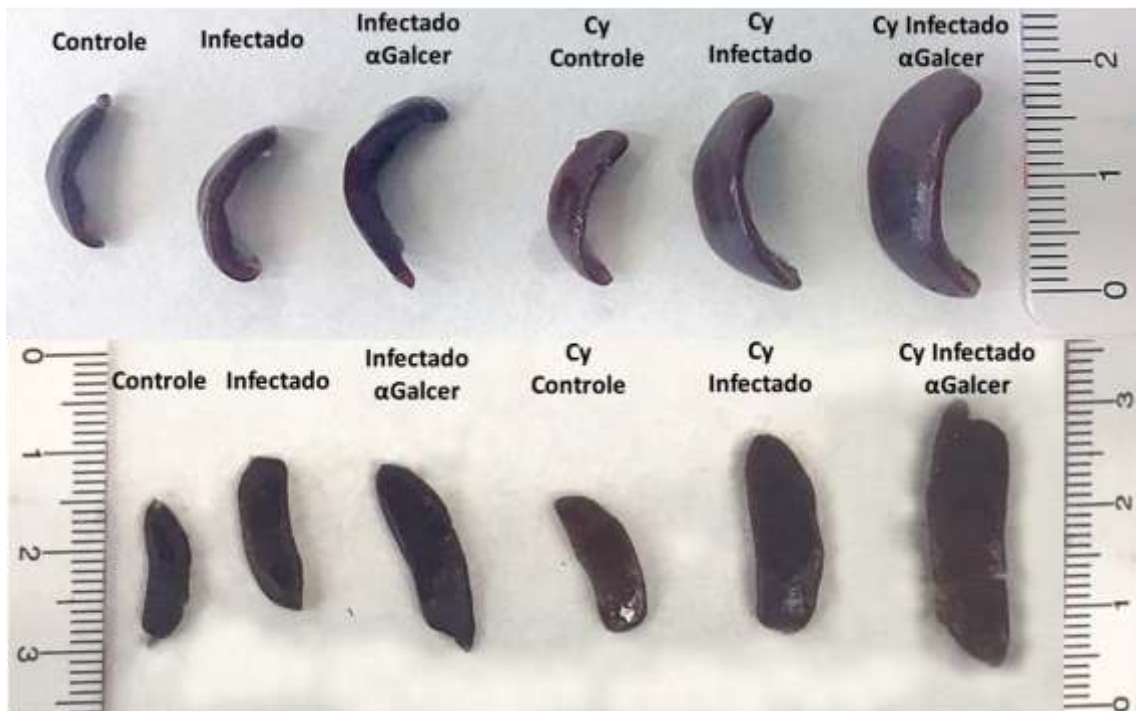 Controle
Infectado
Infectado
αGalcer
Cy
Controle
Cy
Infectado
Cy Infectado
αGalcer
2
1
0
0
1
2
3
Controle
Infectado
Infectado
αGalcer
Cy
Controle
Cy
Infectado
Cy Infectado
αGalcer
3
2
1
0